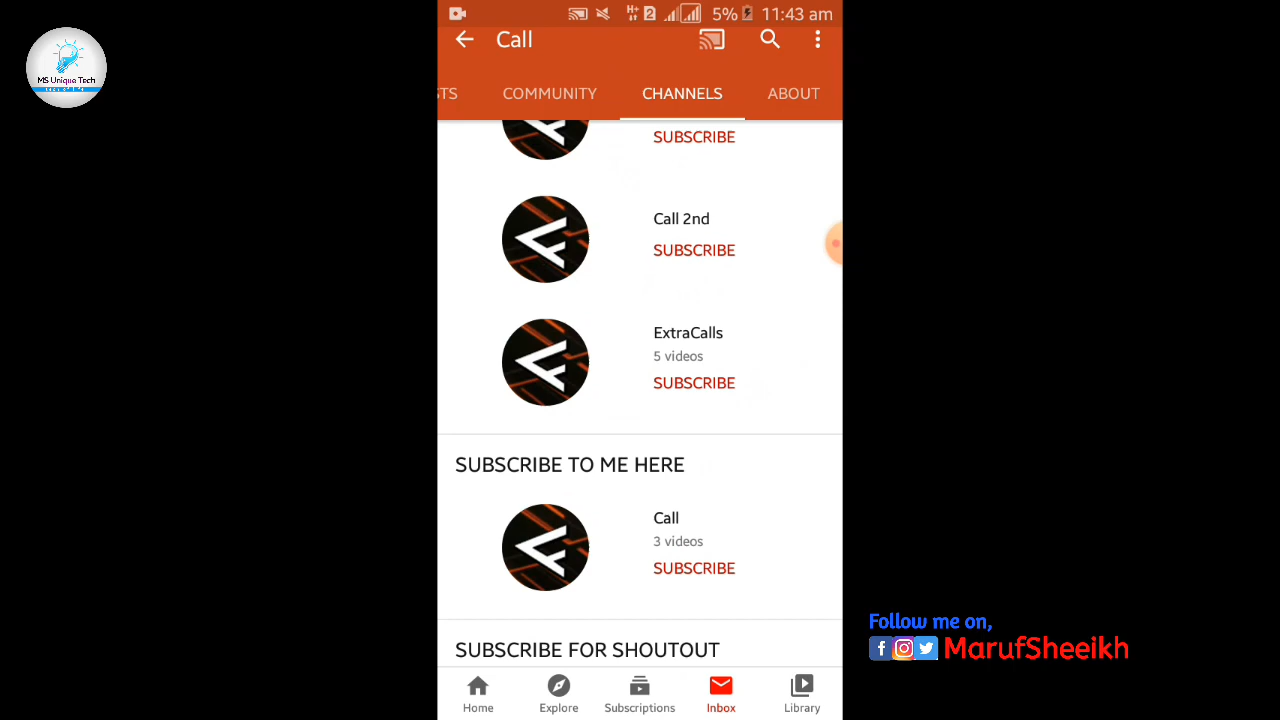 MS Unique Tech
2 5% 11:43 am
Call
STS COMMUNITY CHANNELS ABOUT
SUBSCRIBE
Call 2nd
SUBSCRIBE
ExtraCalls
5 videos
SUBSCRIBE
SUBSCRIBE TO ME HERE
Call
3 videos
SUBSCRIBE
SUBSCRIBE FOR SHOUTOUT
Home Explore Subscriptions Inbox Library
Follow me on,
MarufSheeikh